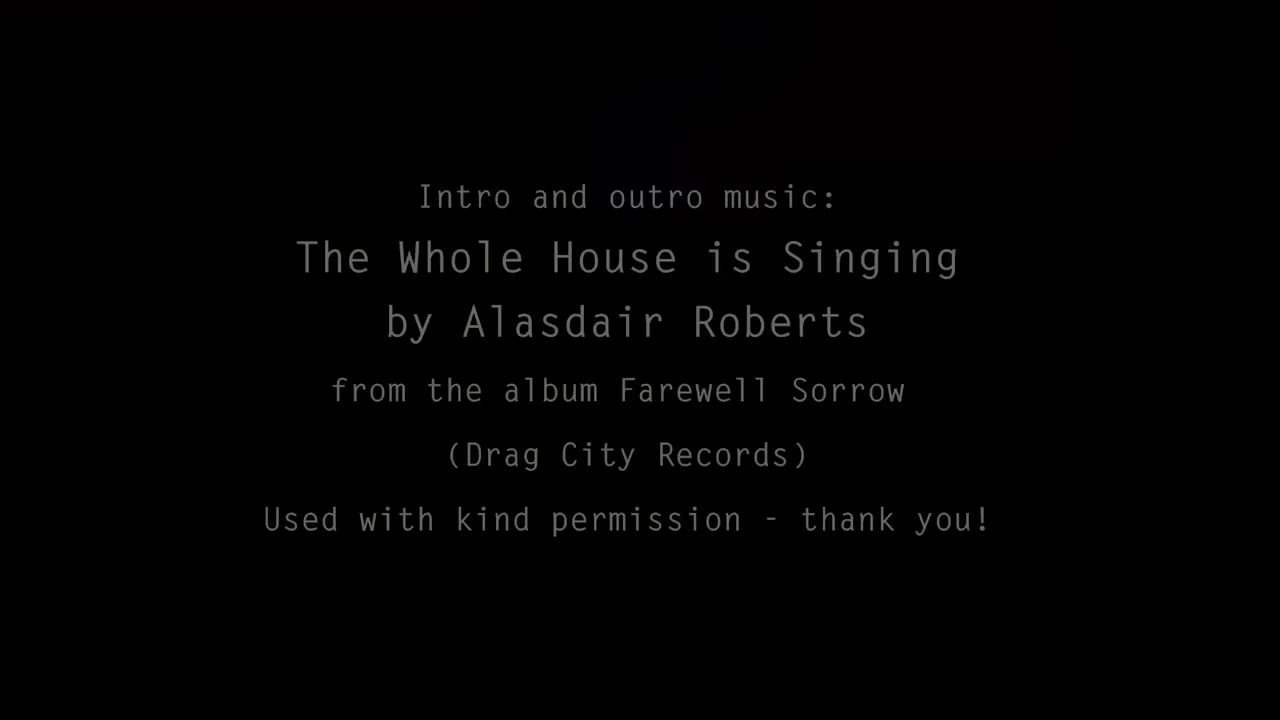 Intro and outro music:
The Whole House is Singing
by Alasdair Roberts
from the album Farewell Sorrow
(Drag City Records)
Used with kind permission - thank you!